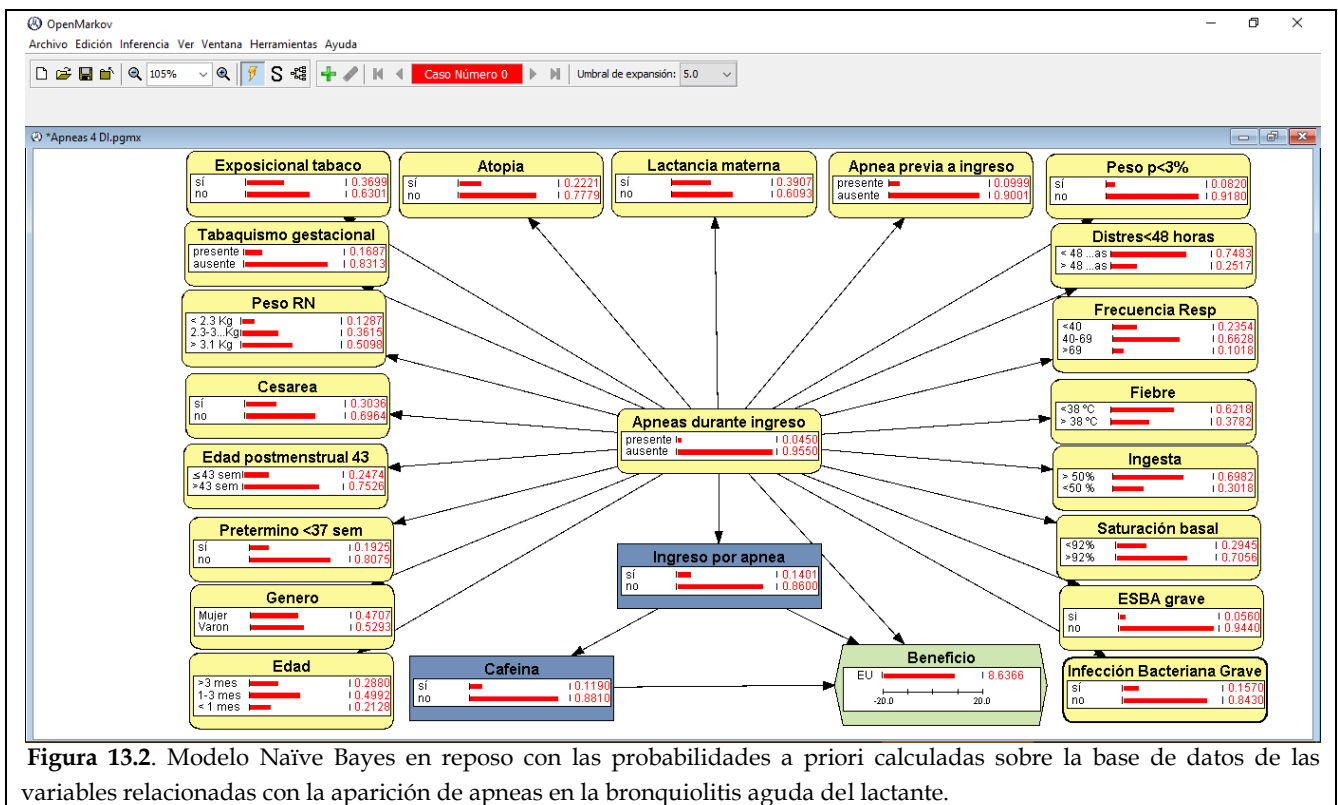 OpenMarkov
Archivo Edición Inferencia Ver Ventana Herramientas Ayuda
105% S Caso Número 0 Umbral de expansión: 5.0
*Apneas 4 DI.pgmx
Exposicional tabaco
sí 0.3699
no 0.6301
Atopia
sí 0.2221
no 0.7779
Lactancia materna
sí 0.3907
no 0.6093
Apnea previa a ingreso
presente 0.0999
ausente 0.9001
Peso p<3%
sí 0.0820
no 0.9180
Tabaquismo gestacional
presente 0.1687
ausente 0.8313
Distres<48 horas
< 48 ...as 0.7483
> 48 ...as 0.2517
Peso RN
< 2.3 Kg 0.1287
2.3-3...Kg 0.3615
> 3.1 Kg 0.5098
Frecuencia Resp
<40 0.2354
40-69 0.6628
>69 0.1018
Cesarea
sí 0.3036
no 0.6964
Fiebre
<38 ºC 0.6218
> 38 ºC 0.3782
Apneas durante ingreso
presente 0.0450
ausente 0.9550
Edad postmenstrual 43
≤43 sem 0.2474
>43 sem 0.7526
Ingesta
> 50% 0.6982
<50 % 0.3018
Pretermino <37 sem
sí 0.1925
no 0.8075
Saturación basal
<92% 0.2945
>92% 0.7056
Ingreso por apnea
sí 0.1401
no 0.8600
Genero
Mujer 0.4707
Varon 0.5293
ESBA grave
si 0.0560
no 0.9440
Edad
>3 mes 0.2880
1-3 mes 0.4992
< 1 mes 0.2128
Cafeina
sí 0.1190
no 0.8810
Beneficio
EU 8.6366
-20.0 20.0
Infección Bacteriana Grave
sí 0.1570
no 0.8430
Figura 13.2. Modelo Naïve Bayes en reposo con las probabilidades a priori calculadas sobre la base de datos de las
variables relacionadas con la aparición de apneas en la bronquiolitis aguda del lactante.